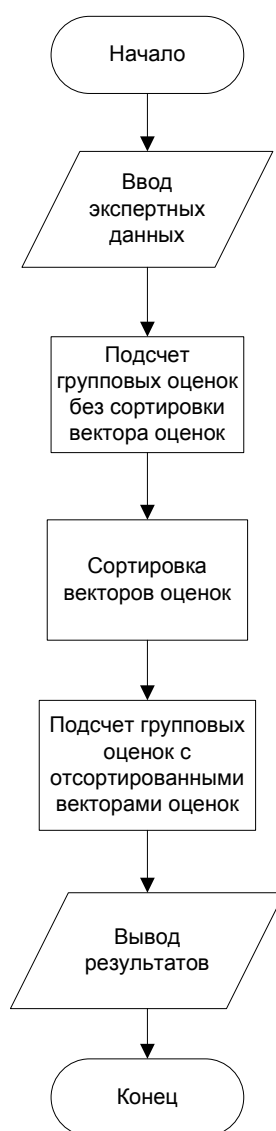 Начало
Ввод
экспертных
данных
Подсчет
групповых оценок
без сортировки
вектора оценок
Сортировка
векторов оценок
Подсчет групповых
оценок с
отсортированными
векторами оценок
Вывод
результатов
Конец